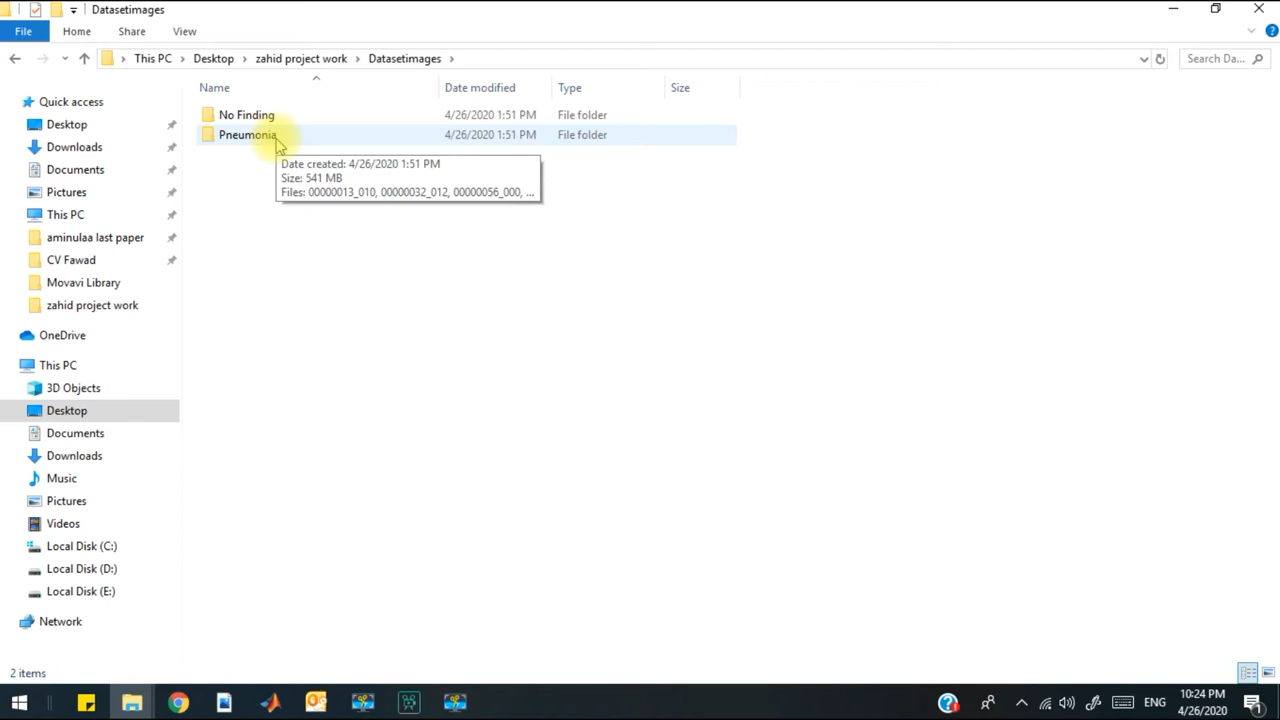 Datasetimages
File Home Share View
This PC Desktop zahid project work Datasetimages Search Da...
Name Date modified Type Size
No Finding 4/26/2020 1:51 PM File folder
Pneumonia 4/26/2020 1:51 PM File folder
Date created: 4/26/2020 1:51 PM
Size: 541 MB
Files: 00000013_010, 00000032_012, 00000056_000, ...
Quick access
Desktop
Downloads
Documents
Pictures
This PC
aminulaa last paper
CV Fawad
Movavi Library
zahid project work
OneDrive
This PC
3D Objects
Desktop
Documents
Downloads
Music
Pictures
Videos
Local Disk (C:)
Local Disk (D:)
Local Disk (E:)
Network
2 items
ENG
10:24 PM
4/26/2020
1